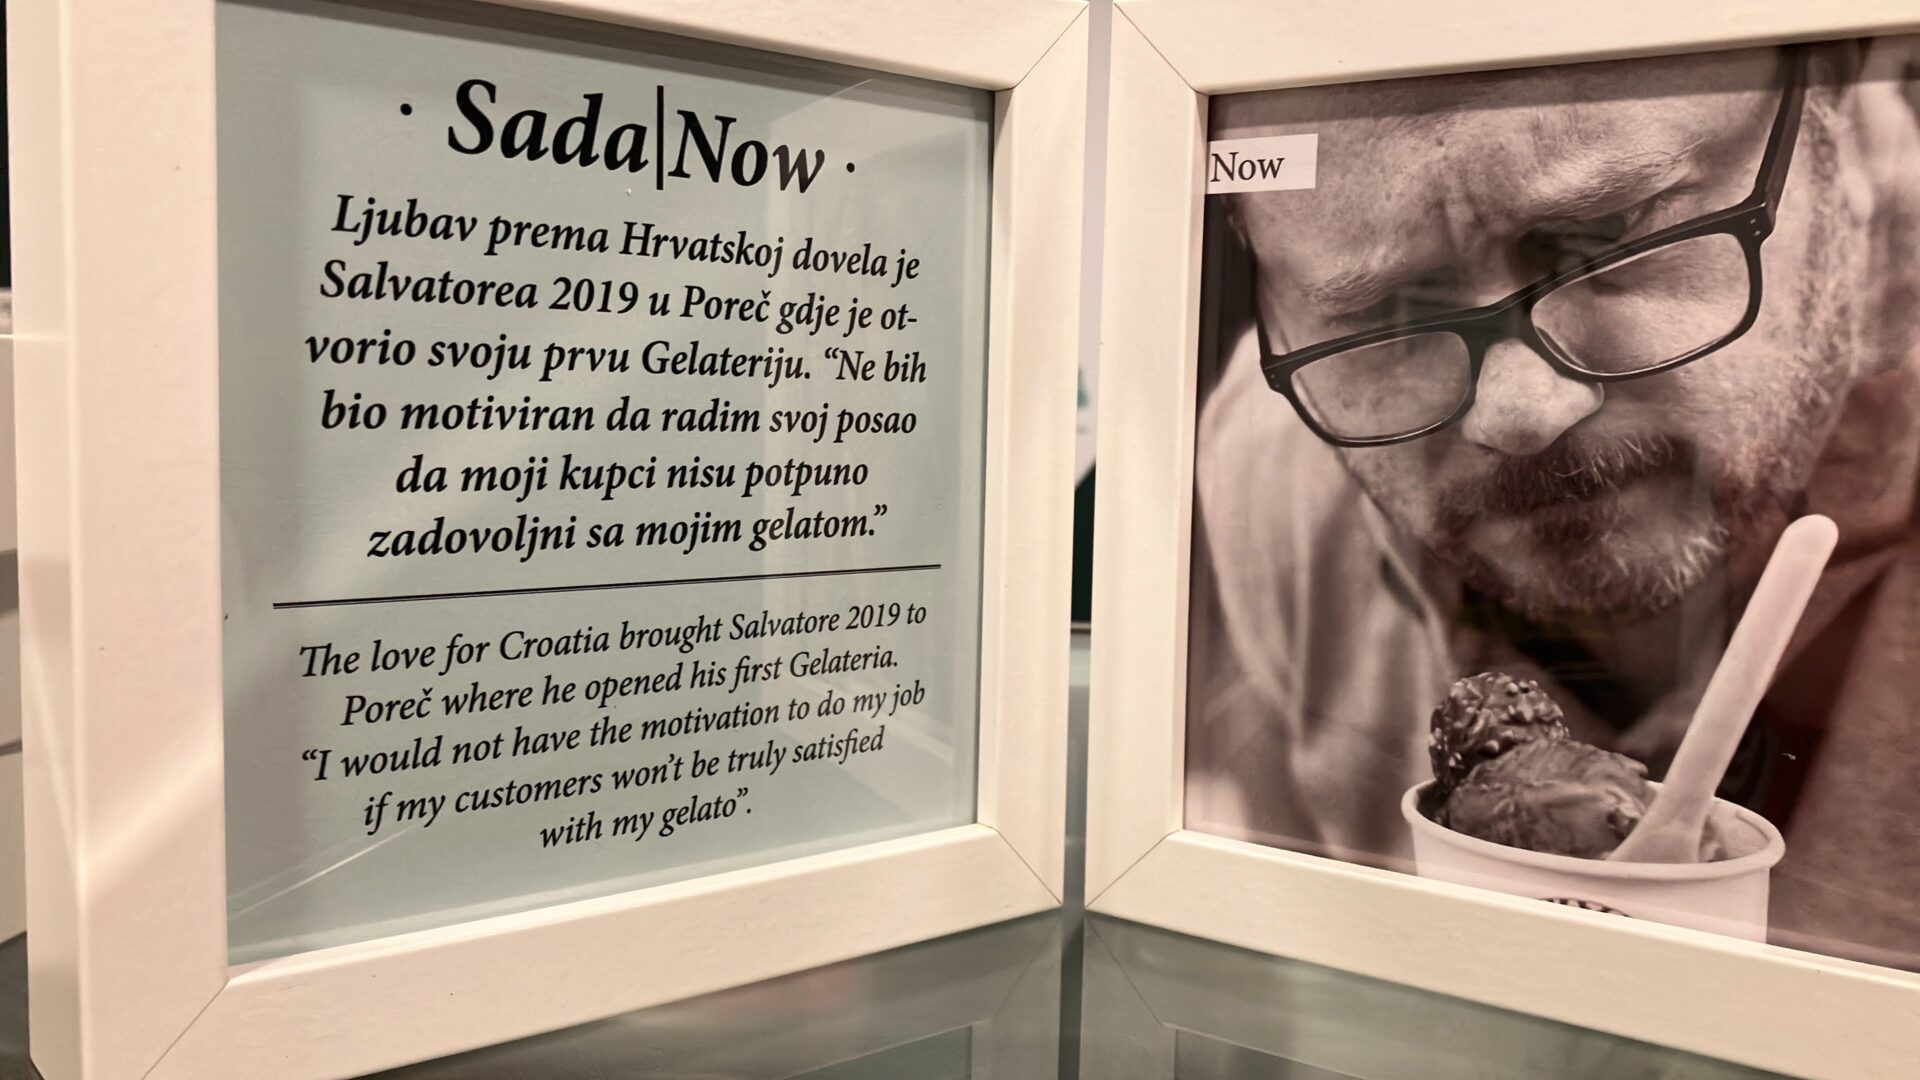 · Sada|Now ·
Ljubav prema Hrvatskoj dovela je
Salvatorea 2019 u Poreč gdje je ot-
vorio svoju prvu Gelateriju. “Ne bih
bio motiviran da radim svoj posao
da moji kupci nisu potpuno
zadovoljni sa mojim gelatom.”
The love for Croatia brought Salvatore 2019 to
Poreč where he opened his first Gelateria.
“I would not have the motivation to do my job
if my customers won’t be truly satisfied
with my gelato”.
Now